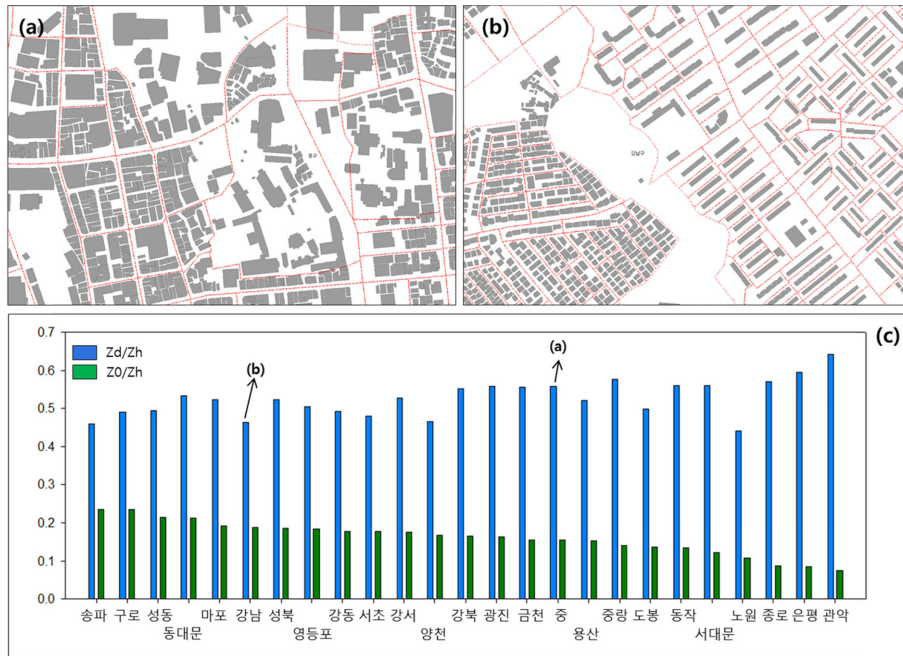 (a)
(b)
(c)
0.7
0.6
0.5
0.4
0.3
0.2
0.1
0.0
Zd/Zh
Z0/Zh
(b)
(a)
송파 구로 성동 마포 강남 성북 강동 서초 강서 강북 광진 금천 중 중랑 도봉 동작 노원 종로 은평 관악
동대문 영등포 양천 용산 서대문